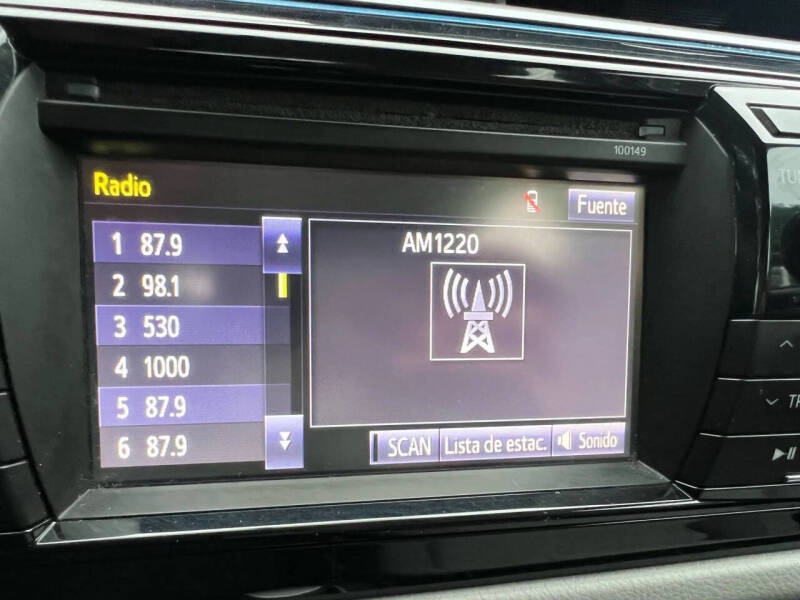 100149
Radio
Fuente
1 87.9
2 98.1
3 530
4 1000
5 87.9
6 87.9
AM1220
SCAN
Lista de estac.
Sonido